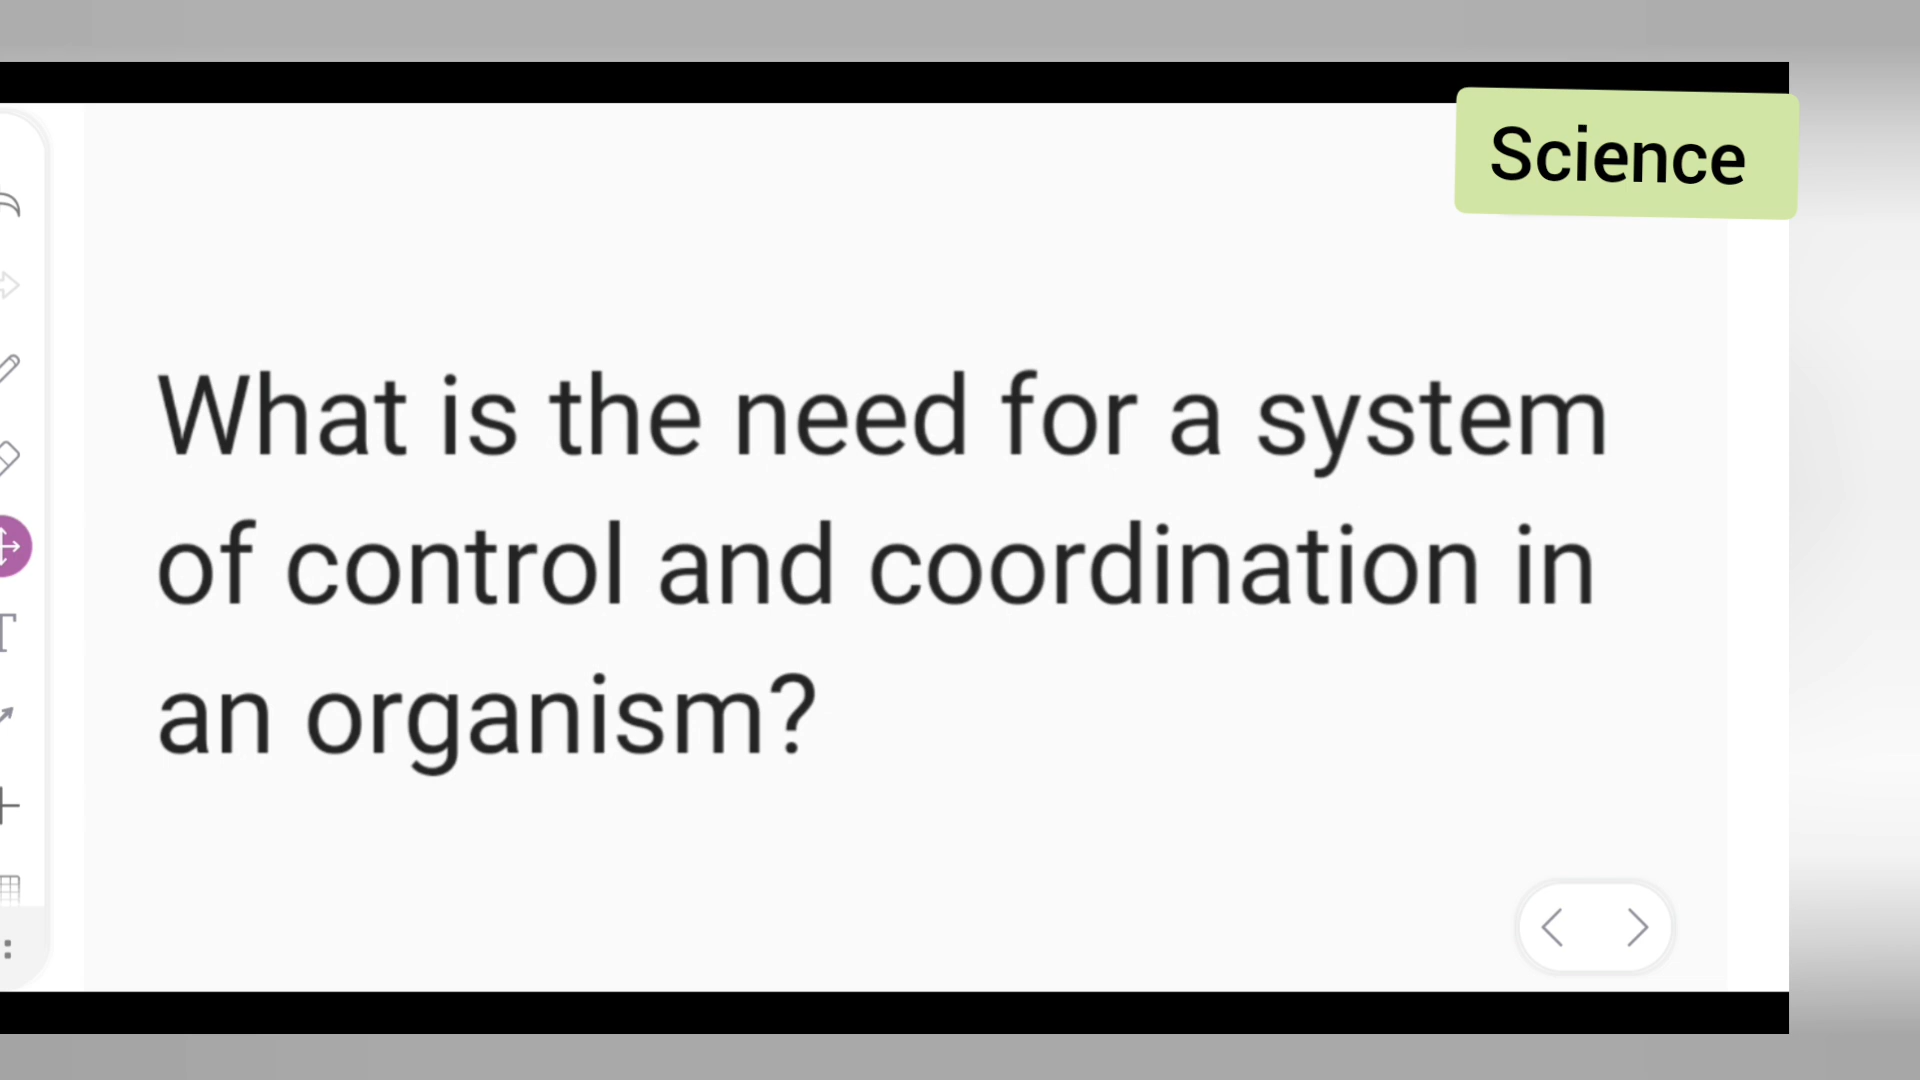 Science
What is the need for a system
of control and coordination in
an organism?